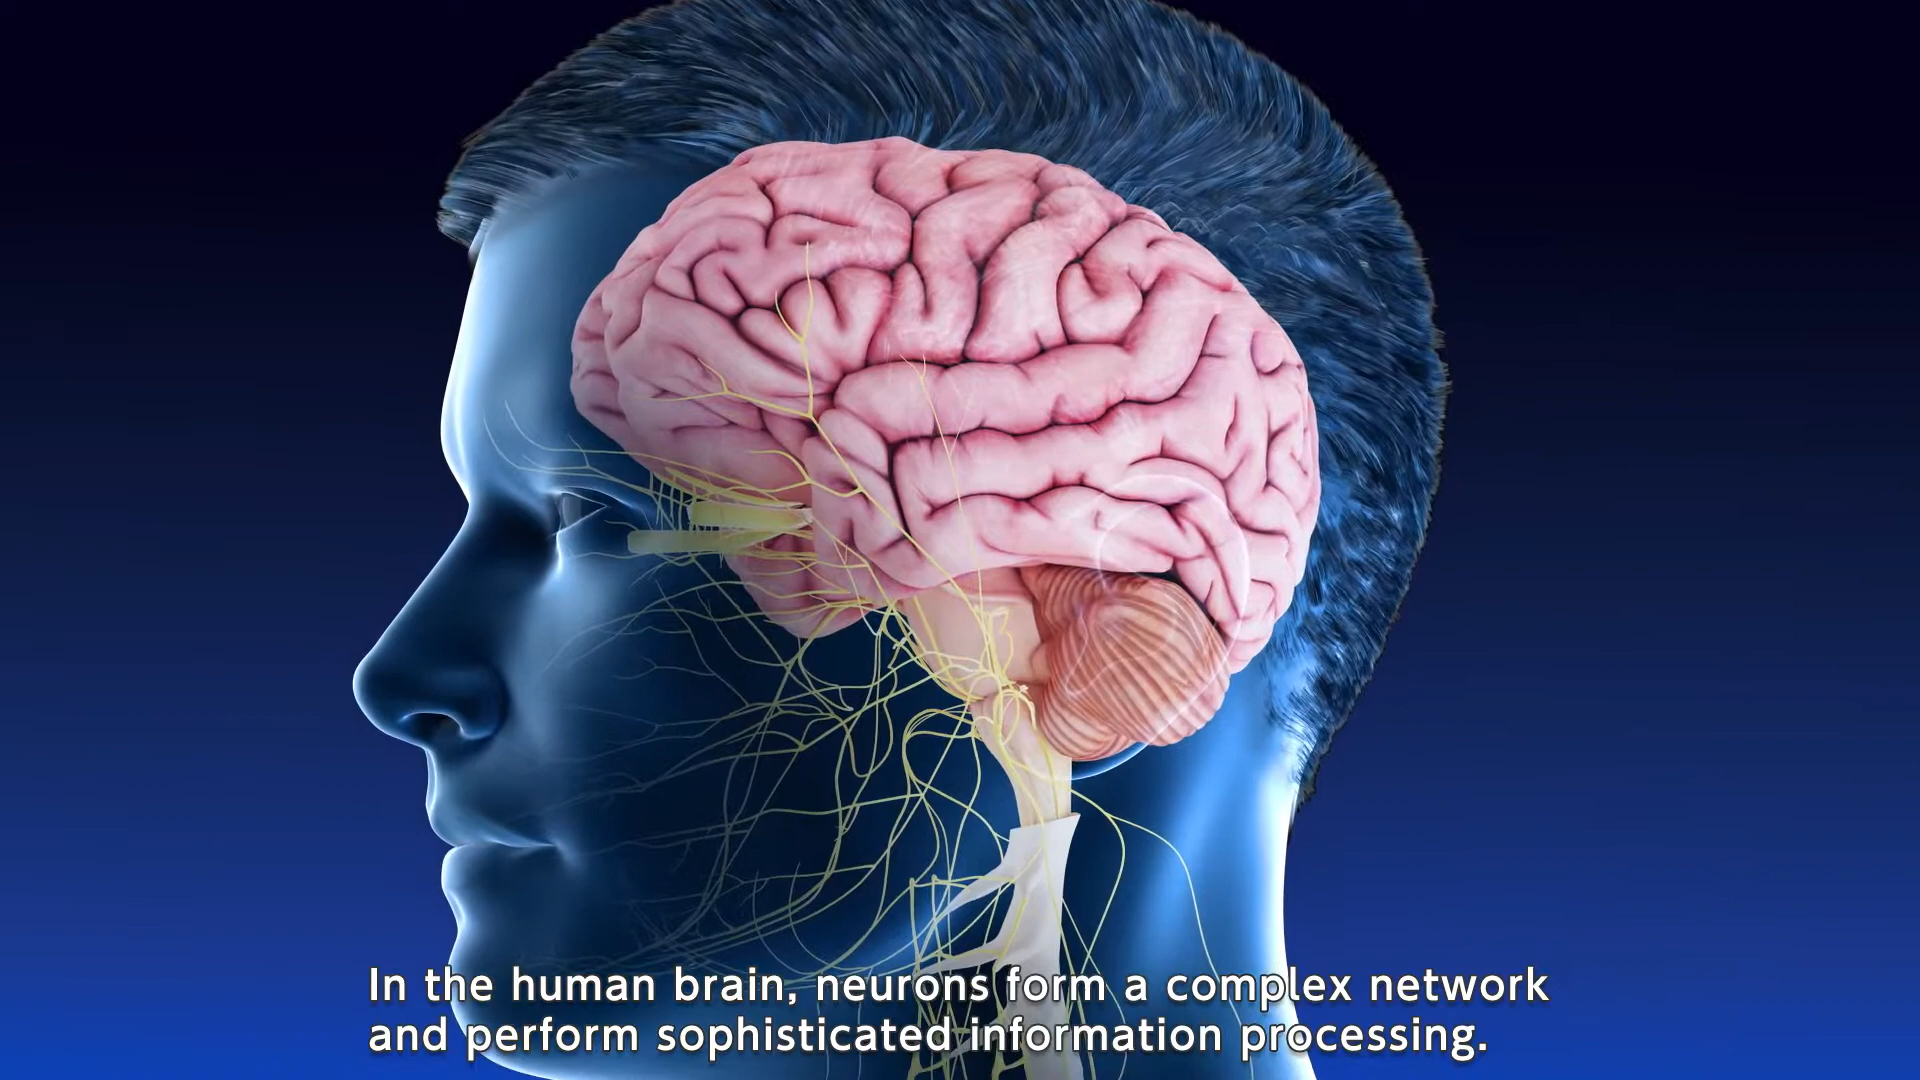 In the human brain, neurons form a complex network
and perform sophisticated information processing.